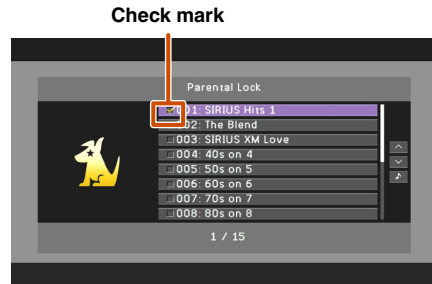 Check mark
Parental Lock
001: SIRIUS Hits 1
002: The Blend
003: SIRIUS XM Love
004: 40s on 4
005: 50s on 5
006: 60s on 6
007: 70s on 7
008: 80s on 8
1 / 15